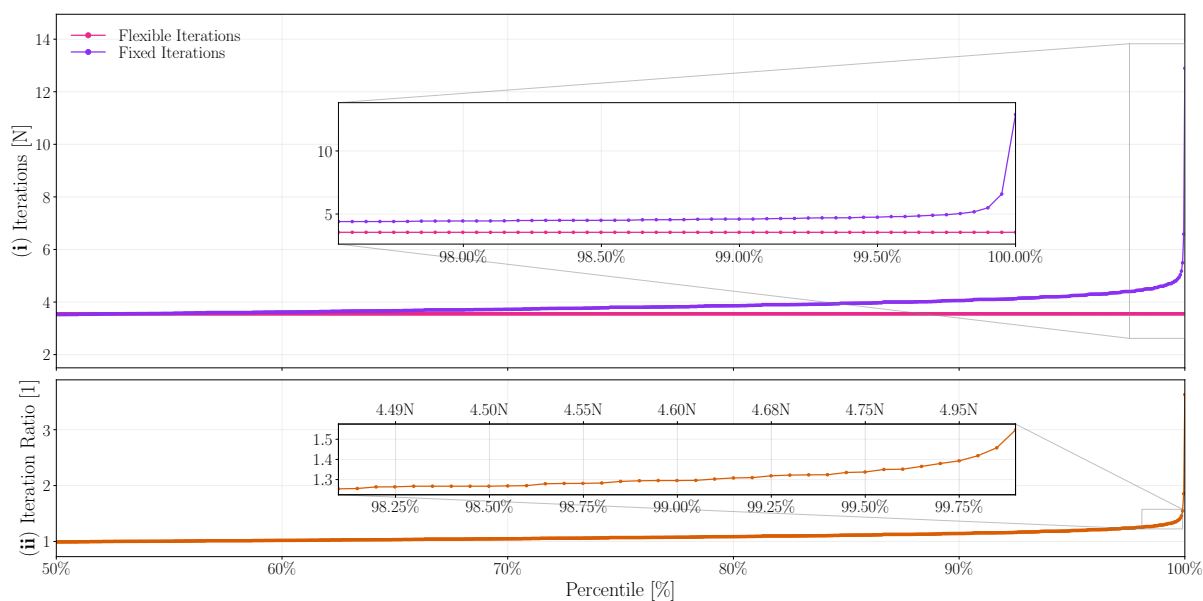 Flexible Iterations
Fixed Iterations
(i) Iterations [N]
14
12
10
8
6
4
2
10
5
98.00% 98.50% 99.00% 99.50% 100.00%
(ii) Iteration Ratio [1]
3
2
1
4.49N 4.50N 4.55N 4.60N 4.68N 4.75N 4.95N
1.5
1.4
1.3
98.25% 98.50% 98.75% 99.00% 99.25% 99.50% 99.75%
50% 60% 70% 80% 90% 100%
Percentile [%]